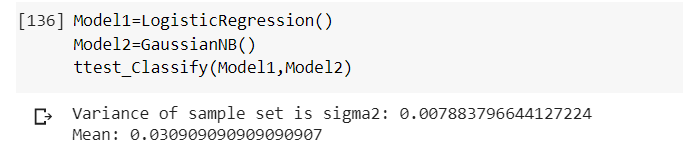 [136] Model1=LogisticRegression()
Model2=GaussianNB()
ttest_Classify(Model1,Model2)
Variance of sample set is sigma2: 0.007883796644127224
Mean: 0.030909090909090907